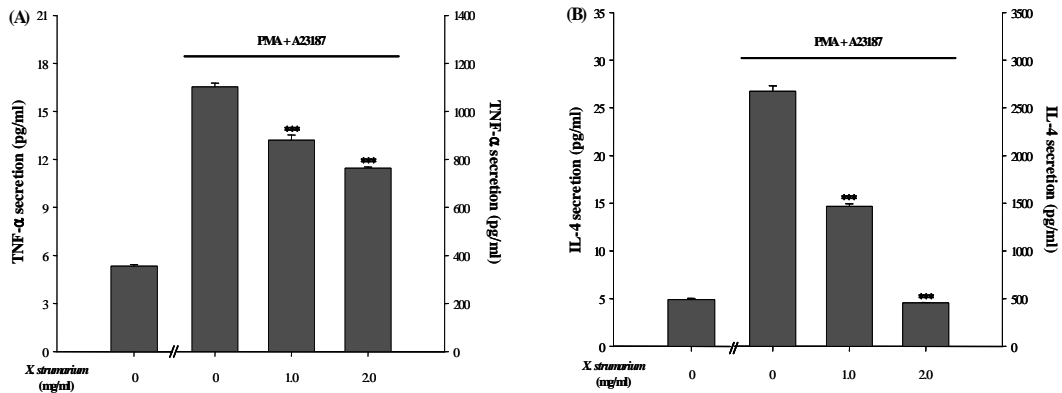 (A)
21
18
15
12
9
6
3
0
TNF-α secretion (pg/ml)
PMA + A23187
***
***
1400
1200
1000
800
600
400
200
0
TNF-α secretion
(pg/ml)
X. strumarium
(mg/ml)
0 0 1.0 2.0
(B)
35
30
25
20
15
10
5
0
IL-4 secretion (pg/ml)
PMA + A23187
***
***
3500
3000
2500
2000
1500
1000
500
0
IL-4 secretion
(pg/ml)
X. strumarium
(mg/ml)
0 0 1.0 2.0